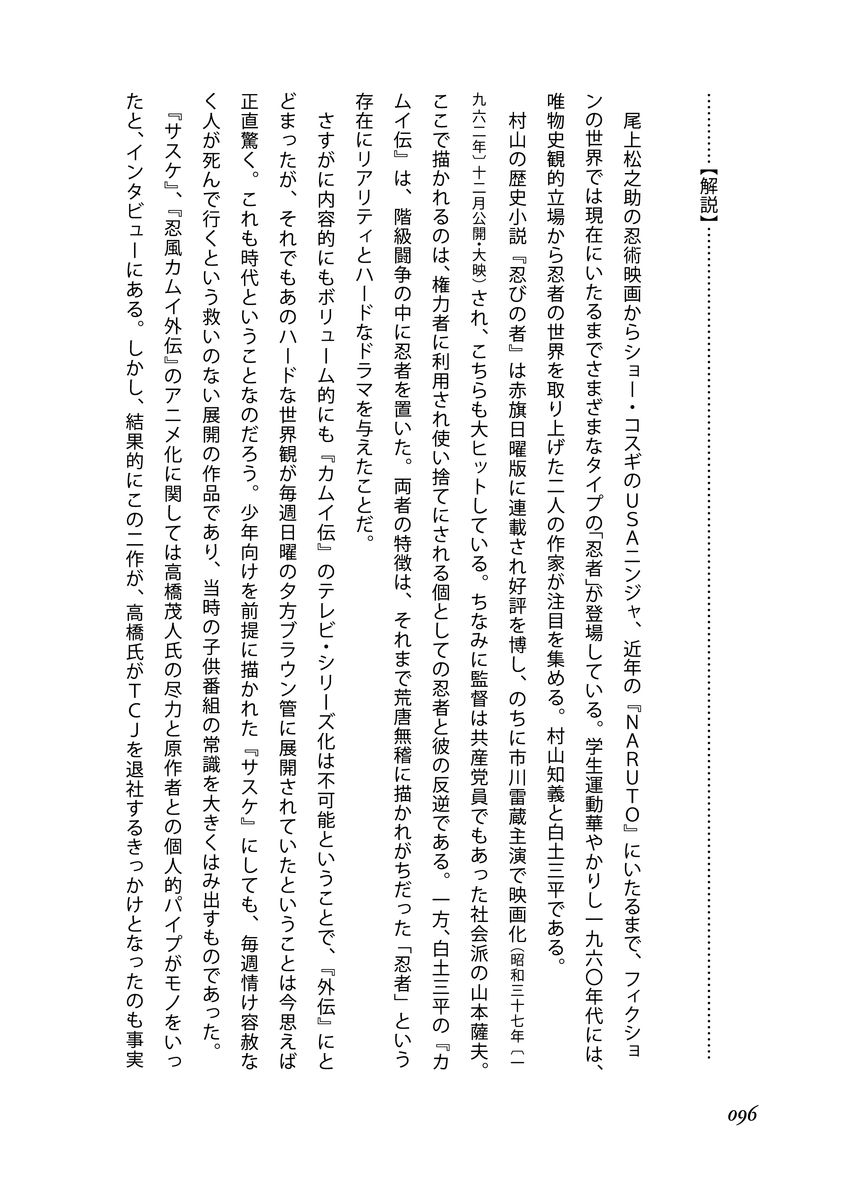 …………【解説】……………………………………………………………………
尾上松之助の忍術映画からショー・コスギのＵＳＡニンジャ、近年の『ＮＡＲＵＴＯ』にいたるまで、フィクショ
ンの世界では現在にいたるまでさまざまなタイプの「忍者」が登場している。学生運動華やかりし一九六〇年代には、
唯物史観的立場から忍者の世界を取り上げた二人の作家が注目を集める。村山知義と白土三平である。
村山の歴史小説『忍びの者』は赤旗日曜版に連載され好評を博し、のちに市川雷蔵主演で映画化（昭和三十七年〔一
九六二年〕十二月公開・大映）され、こちらも大ヒットしている。ちなみに監督は共産党員でもあった社会派の山本薩夫。
ここで描かれるのは、権力者に利用され使い捨てにされる個としての忍者と彼の反逆である。一方、白土三平の『カ
ムイ伝』は、階級闘争の中に忍者を置いた。両者の特徴は、それまで荒唐無稽に描かれがちだった「忍者」という
存在にリアリティとハードなドラマを与えたことだ。
さすがに内容的にもボリューム的にも『カムイ伝』のテレビ・シリーズ化は不可能ということで、『外伝』にと
どまったが、それでもあのハードな世界観が毎週日曜の夕方ブラウン管に展開されていたということは今思えば
正直驚く。これも時代ということなのだろう。少年向けを前提に描かれた『サスケ』にしても、毎週情け容赦な
く人が死んで行くという救いのない展開の作品であり、当時の子供番組の常識を大きくはみ出すものであった。
『サスケ』、『忍風カムイ外伝』のアニメ化に関しては高橋茂人氏の尽力と原作者との個人的パイプがモノをいっ
たと、インタビューにある。しかし、結果的にこの二作が、高橋氏がＴＣＪを退社するきっかけとなったのも事実
096